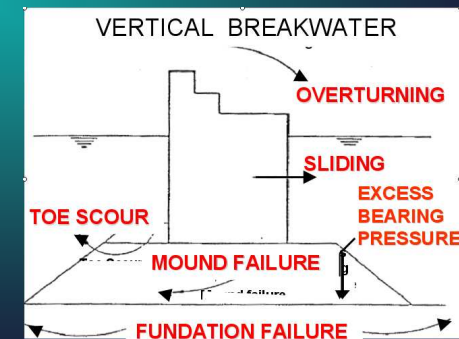 VERTICAL BREAKWATER
OVERTURNING
SLIDING
EXCESS
BEARING
PRESSURE
TOE SCOUR
MOUND FAILURE
FUNDATION FAILURE